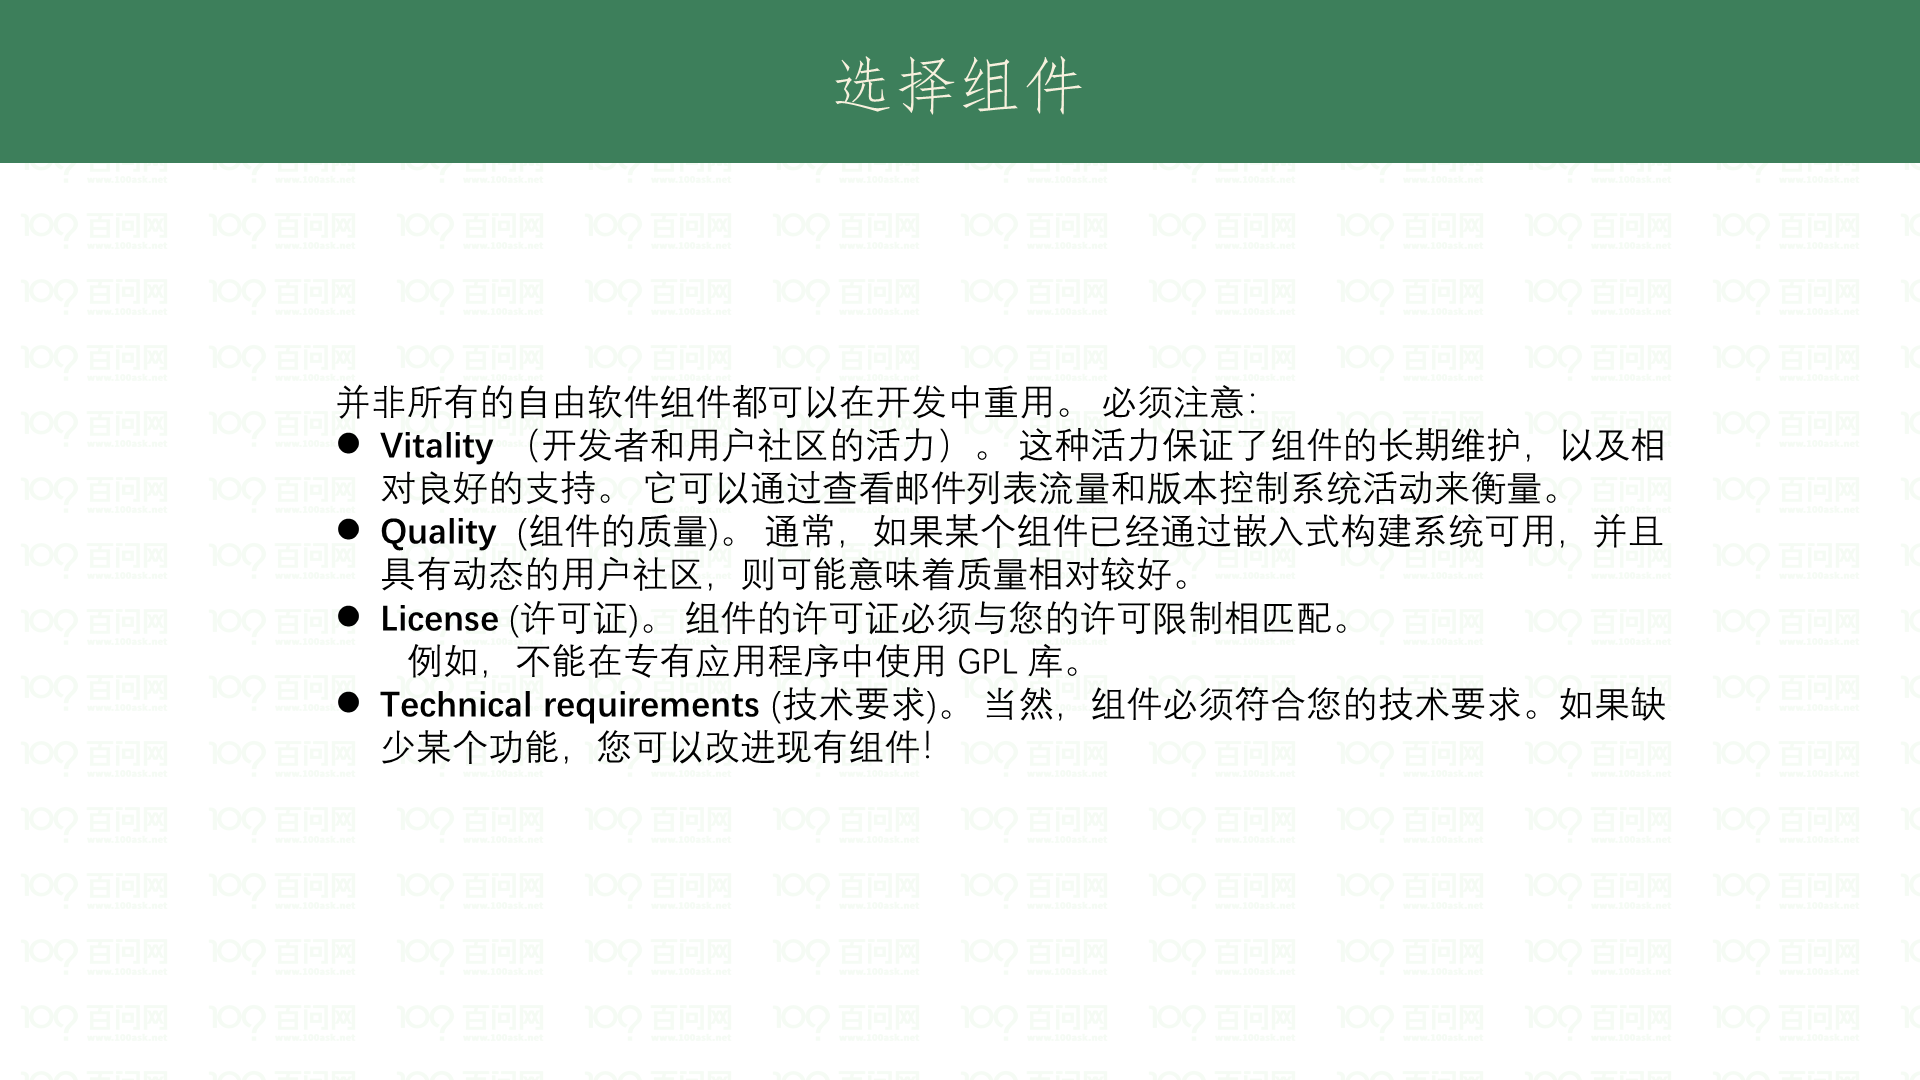 选择组件
并非所有的自由软件组件都可以在开发中重用。 必须注意：
● Vitality （开发者和用户社区的活力）。 这种活力保证了组件的长期维护，以及相
对良好的支持。 它可以通过查看邮件列表流量和版本控制系统活动来衡量。
● Quality (组件的质量)。 通常，如果某个组件已经通过嵌入式构建系统可用，并且
具有动态的用户社区，则可能意味着质量相对较好。
● License (许可证)。 组件的许可证必须与您的许可限制相匹配。
例如，不能在专有应用程序中使用 GPL 库。
● Technical requirements (技术要求)。 当然，组件必须符合您的技术要求。如果缺
少某个功能，您可以改进现有组件！
百问网
www.100ask.net